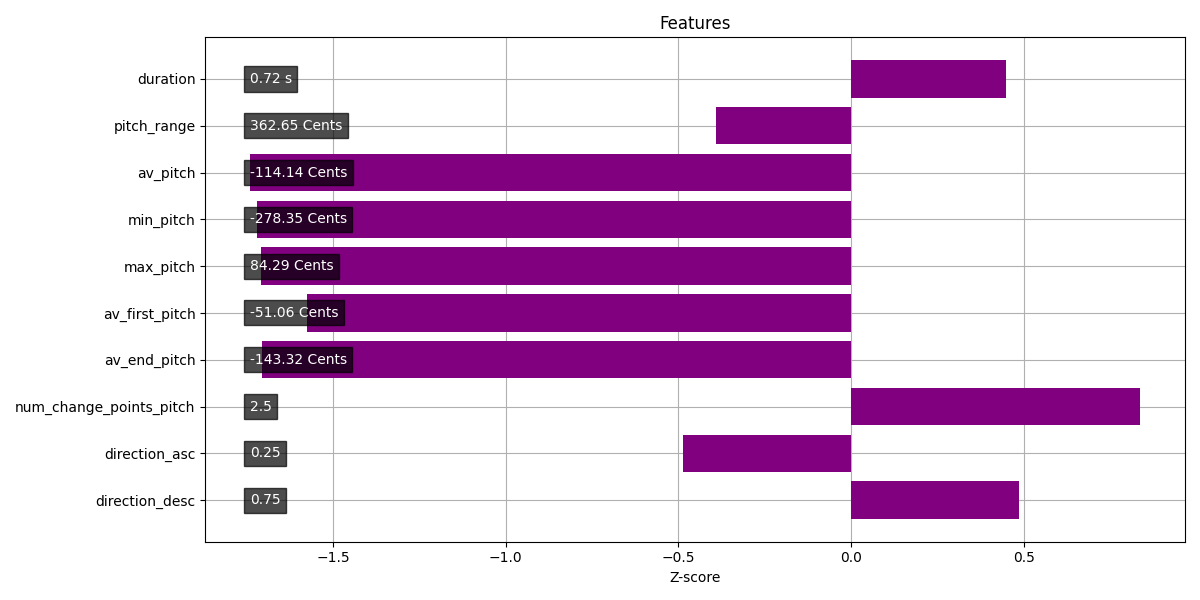 Features
duration 0.72 s
pitch_range 362.65 Cents
av_pitch -114.14 Cents
min_pitch -278.35 Cents
max_pitch 84.29 Cents
av_first_pitch -51.06 Cents
av_end_pitch -143.32 Cents
num_change_points_pitch 2.5
direction_asc 0.25
direction_desc 0.75
−1.5 −1.0 −0.5 0.0 0.5
Z-score